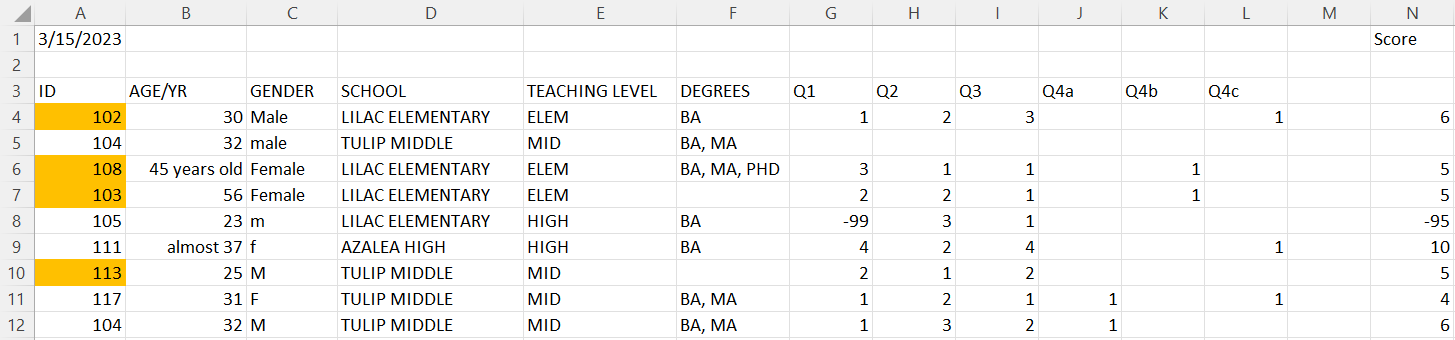 A B C D E F G H I J K L M N
1 3/15/2023 Score
2
3 ID AGE/YR GENDER SCHOOL TEACHING LEVEL DEGREES Q1 Q2 Q3 Q4a Q4b Q4c
4 102 30 Male LILAC ELEMENTARY ELEM BA 1 2 3 1 6
5 104 32 male TULIP MIDDLE MID BA, MA
6 108 45 years old Female LILAC ELEMENTARY ELEM BA, MA, PHD 3 1 1 1 5
7 103 56 Female LILAC ELEMENTARY ELEM 2 2 1 1 5
8 105 23 m LILAC ELEMENTARY HIGH BA -99 3 1 -95
9 111 almost 37 f AZALEA HIGH HIGH BA 4 2 4 1 10
10 113 25 M TULIP MIDDLE MID 2 1 2 5
11 117 31 F TULIP MIDDLE MID BA, MA 1 2 1 1 1 4
12 104 32 M TULIP MIDDLE MID BA, MA 1 3 2 1 6